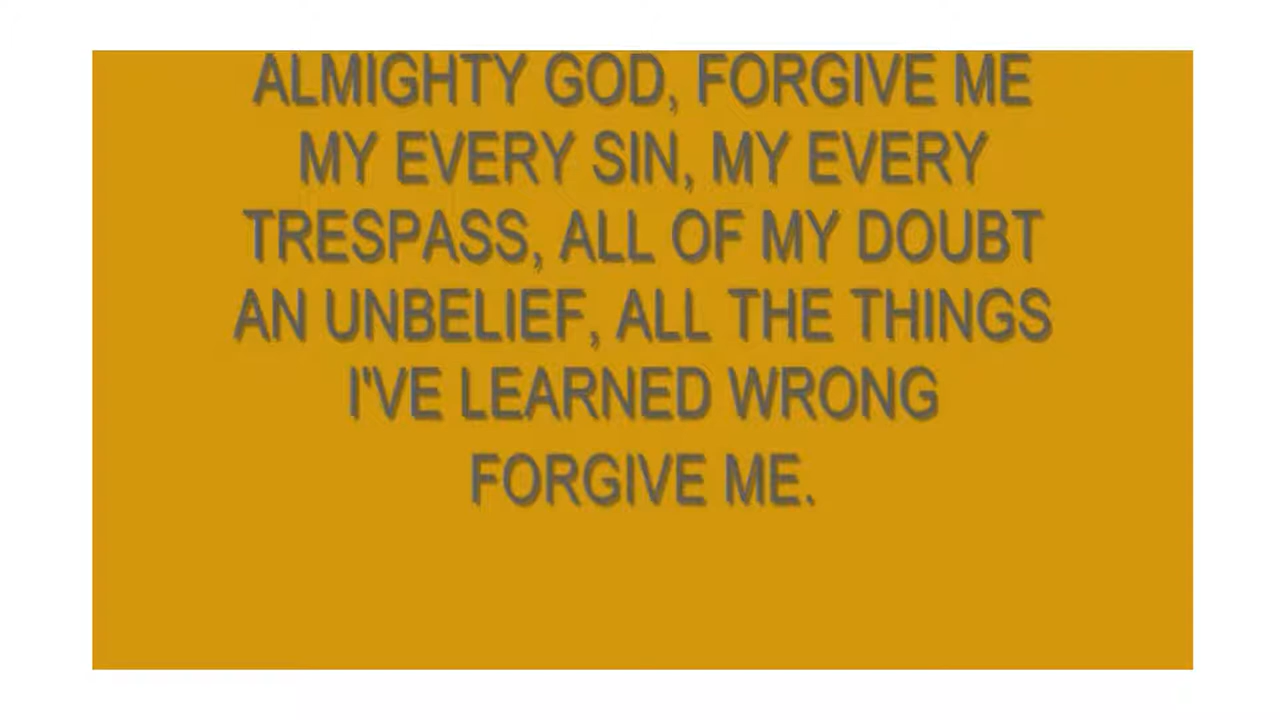 ALMIGHTY GOD, FORGIVE ME
MY EVERY SIN, MY EVERY
TRESPASS, ALL OF MY DOUBT
AN UNBELIEF, ALL THE THINGS
I'VE LEARNED WRONG
FORGIVE ME.